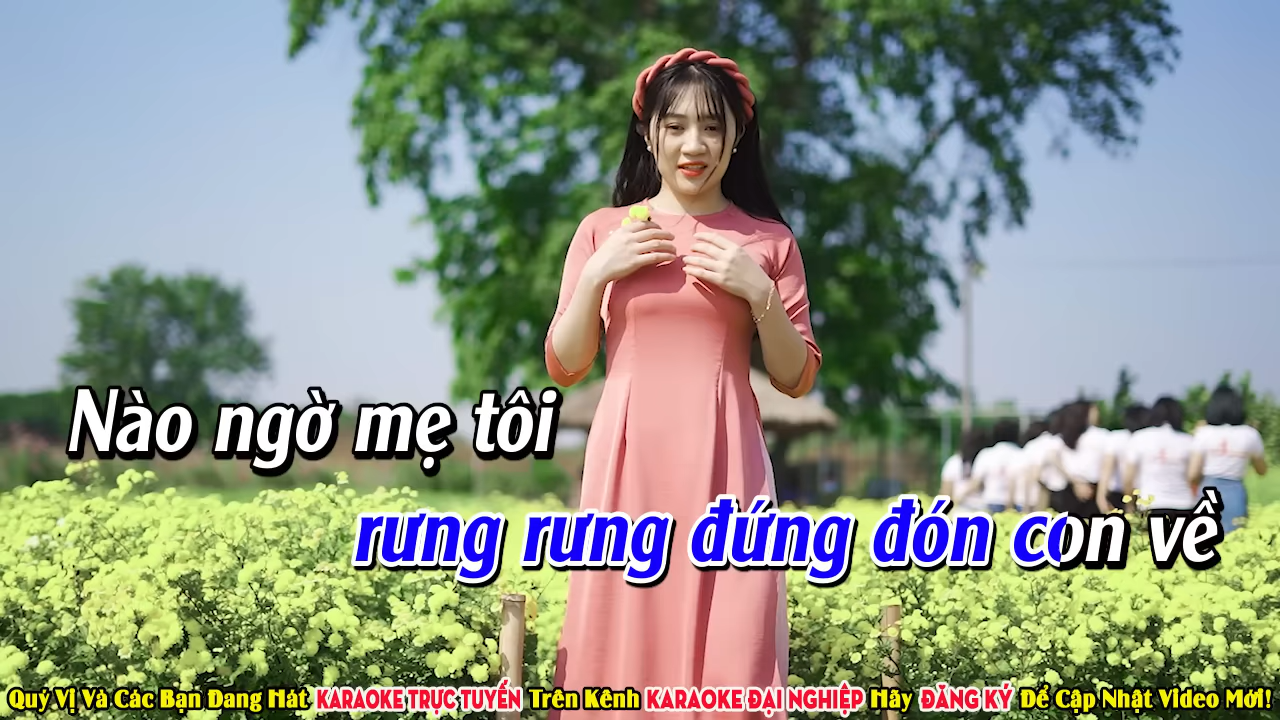 Nào ngờ mẹ tôi
rưng rưng đứng đón con về
Quý Vị Và Các Bạn Đang Hát KARAOKE TRỰC TUYẾN Trên Kênh KARAOKE ĐẠI NGHIỆP Hãy ĐĂNG KÝ Để Cập Nhật Video Mới!